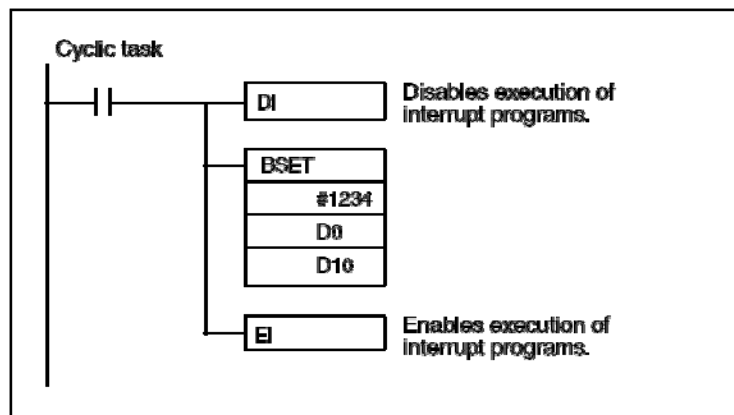 Cyclic task
DI
Disables execution of
interrupt programs.
BSET
#1234
D0
D10
EI
Enables execution of
interrupt programs.